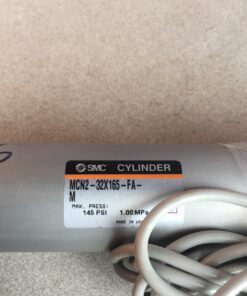 SMC CYLINDER
MCN2-32X165-FA-
M
MAX. PRESS:
145 PSI 1.00 MPa
MADE IN